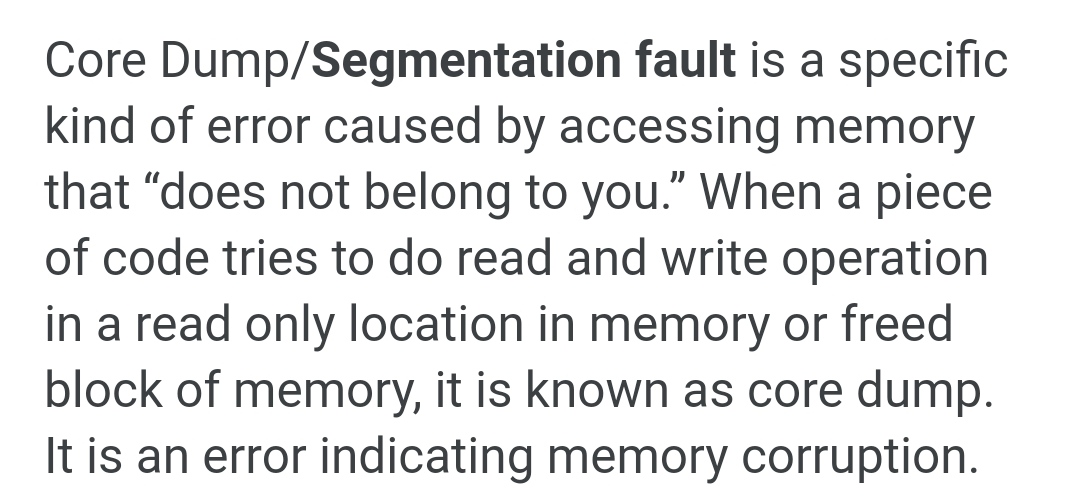 Core Dump/Segmentation fault is a specific
kind of error caused by accessing memory
that “does not belong to you.” When a piece
of code tries to do read and write operation
in a read only location in memory or freed
block of memory, it is known as core dump.
It is an error indicating memory corruption.